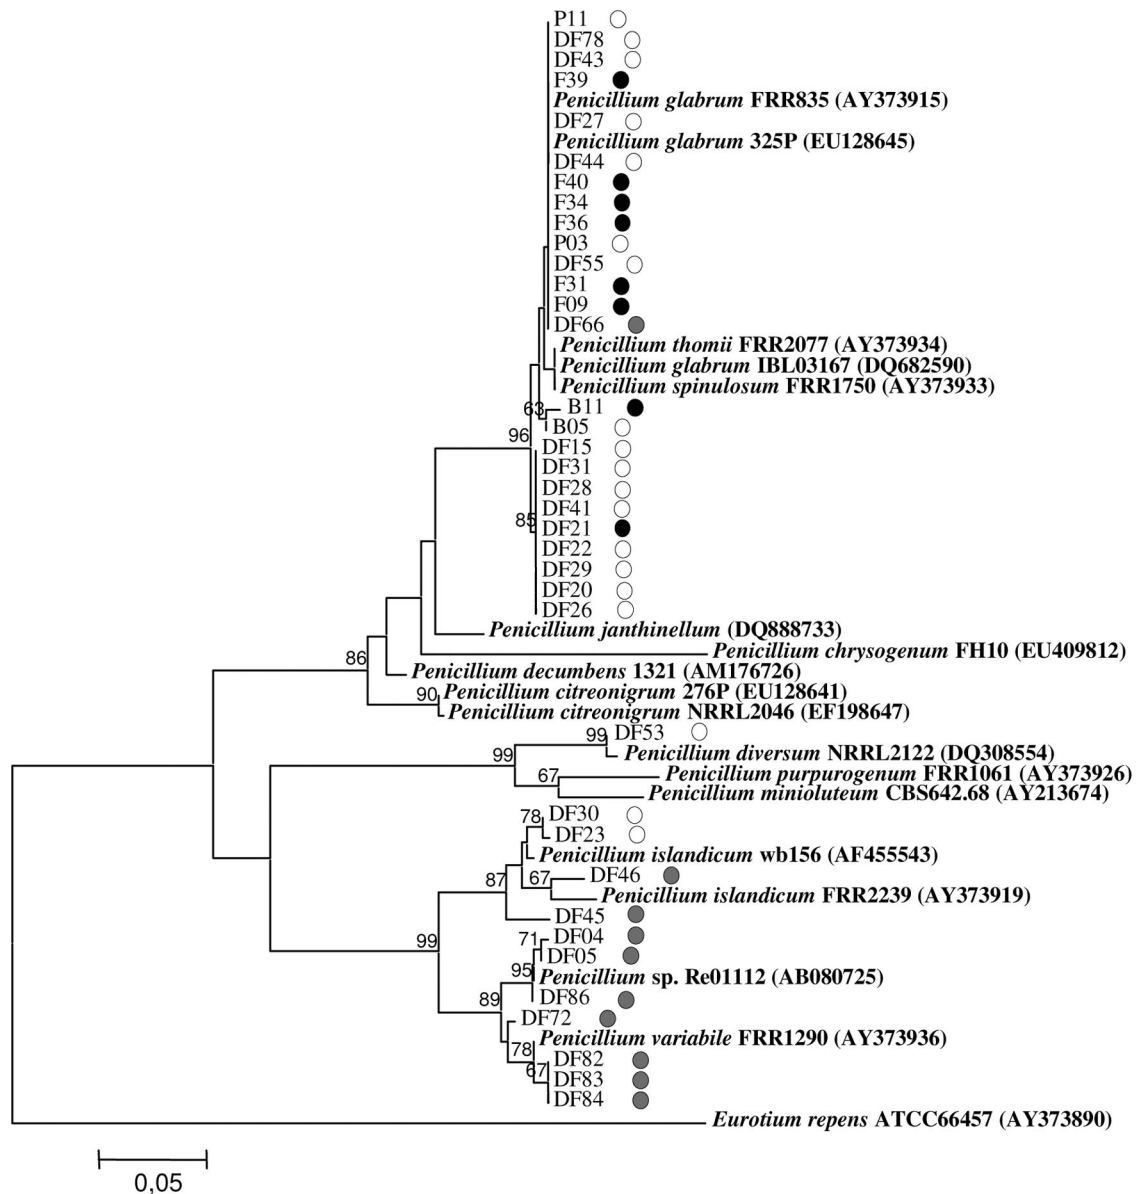 P11
DF78
DF43
F39
Penicillium glabrum FRR835 (AY373915)
DF27
Penicillium glabrum 325P (EU128645)
DF44
F40
F34
F36
P03
DF55
F31
F09
DF66
Penicillium thomii FRR2077 (AY373934)
Penicillium glabrum IBL03167 (DQ682590)
Penicillium spinulosum FRR1750 (AY373933)
63 B11
B05
96
DF15
DF31
DF28
DF41
85 DF21
DF22
DF29
DF20
DF26
Penicillium janthinellum (DQ888733)
Penicillium chrysogenum FH10 (EU409812)
86
Penicillium decumbens 1321 (AM176726)
90 Penicillium citreonigrum 276P (EU128641)
Penicillium citreonigrum NRRL2046 (EF198647)
99 DF53
99 Penicillium diversum NRRL2122 (DQ308554)
67 Penicillium purpurogenum FRR1061 (AY373926)
Penicillium minioluteum CBS642.68 (AY213674)
78 DF30
DF23
Penicillium islandicum wb156 (AF455543)
87 67 DF46
Penicillium islandicum FRR2239 (AY373919)
DF45
99 71 DF04
DF05
95 Penicillium sp. Re01112 (AB080725)
89 DF86
DF72
Penicillium variabile FRR1290 (AY373936)
78 DF82
67 DF83
DF84
Eurotium repens ATCC66457 (AY373890)
0,05